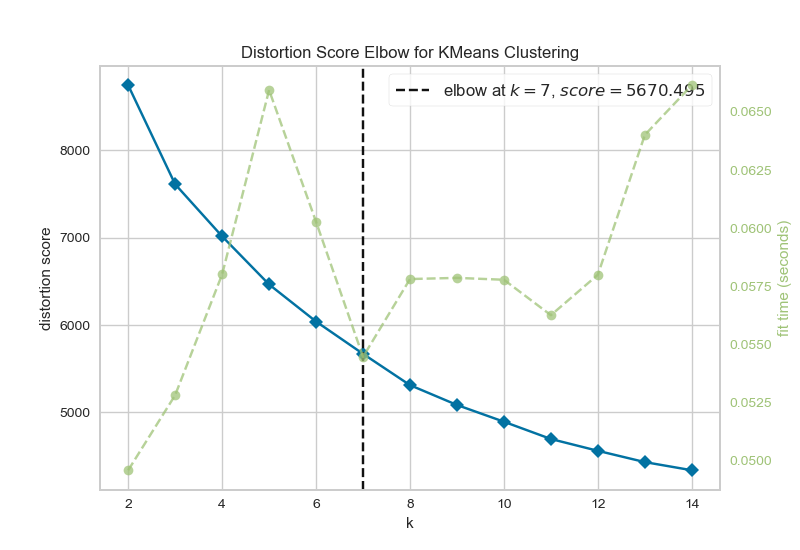 Distortion Score Elbow for KMeans Clustering
elbow at k = 7, score = 5670.495
distortion score
8000
7000
6000
5000
0.0650
0.0625
0.0600
0.0575
0.0550
0.0525
0.0500
fit time (seconds)
2 4 6 8 10 12 14
k